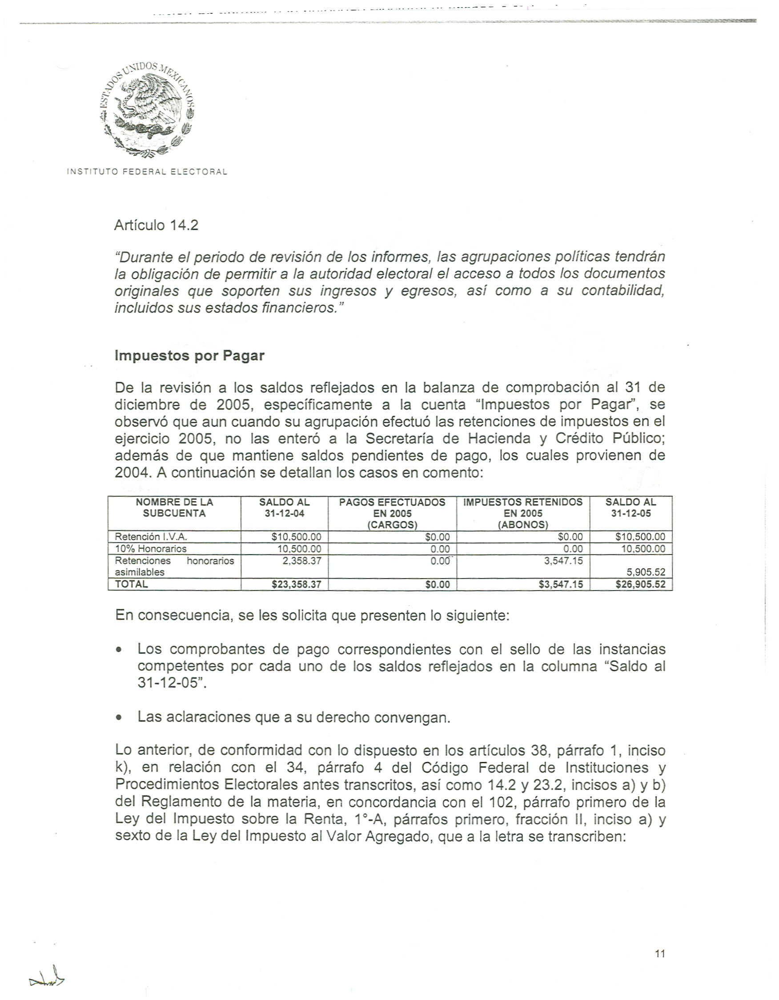 ESTADOS UNIDOS MEXICANOS
INSTITUTO FEDERAL ELECTORAL
Artículo 14.2
“Durante el periodo de revisión de los informes, las agrupaciones políticas tendrán
la obligación de permitir a la autoridad electoral el acceso a todos los documentos
originales que soporten sus ingresos y egresos, así como a su contabilidad,
incluidos sus estados financieros.”
Impuestos por Pagar
De la revisión a los saldos reflejados en la balanza de comprobación al 31 de
diciembre de 2005, específicamente a la cuenta “Impuestos por Pagar”, se
observó que aun cuando su agrupación efectuó las retenciones de impuestos en el
ejercicio 2005, no las enteró a la Secretaría de Hacienda y Crédito Público;
además de que mantiene saldos pendientes de pago, los cuales provienen de
2004. A continuación se detallan los casos en comento:
NOMBRE DE LA SUBCUENTA SALDO AL 31-12-04 PAGOS EFECTUADOS EN 2005 (CARGOS) IMPUESTOS RETENIDOS EN 2005 (ABONOS) SALDO AL 31-12-05
Retención I.V.A. $10,500.00 $0.00 $0.00 $10,500.00
10% Honorarios 10,500.00 0.00 0.00 10,500.00
Retenciones honorarios asimilables 2,358.37 0.00 3,547.15 5,905.52
TOTAL $23,358.37 $0.00 $3,547.15 $26,905.52
En consecuencia, se les solicita que presenten lo siguiente:
• Los comprobantes de pago correspondientes con el sello de las instancias
competentes por cada uno de los saldos reflejados en la columna “Saldo al
31-12-05”.
• Las aclaraciones que a su derecho convengan.
Lo anterior, de conformidad con lo dispuesto en los artículos 38, párrafo 1, inciso
k), en relación con el 34, párrafo 4 del Código Federal de Instituciones y
Procedimientos Electorales antes transcritos, así como 14.2 y 23.2, incisos a) y b)
del Reglamento de la materia, en concordancia con el 102, párrafo primero de la
Ley del Impuesto sobre la Renta, 1°-A, párrafos primero, fracción II, inciso a) y
sexto de la Ley del Impuesto al Valor Agregado, que a la letra se transcriben:
11